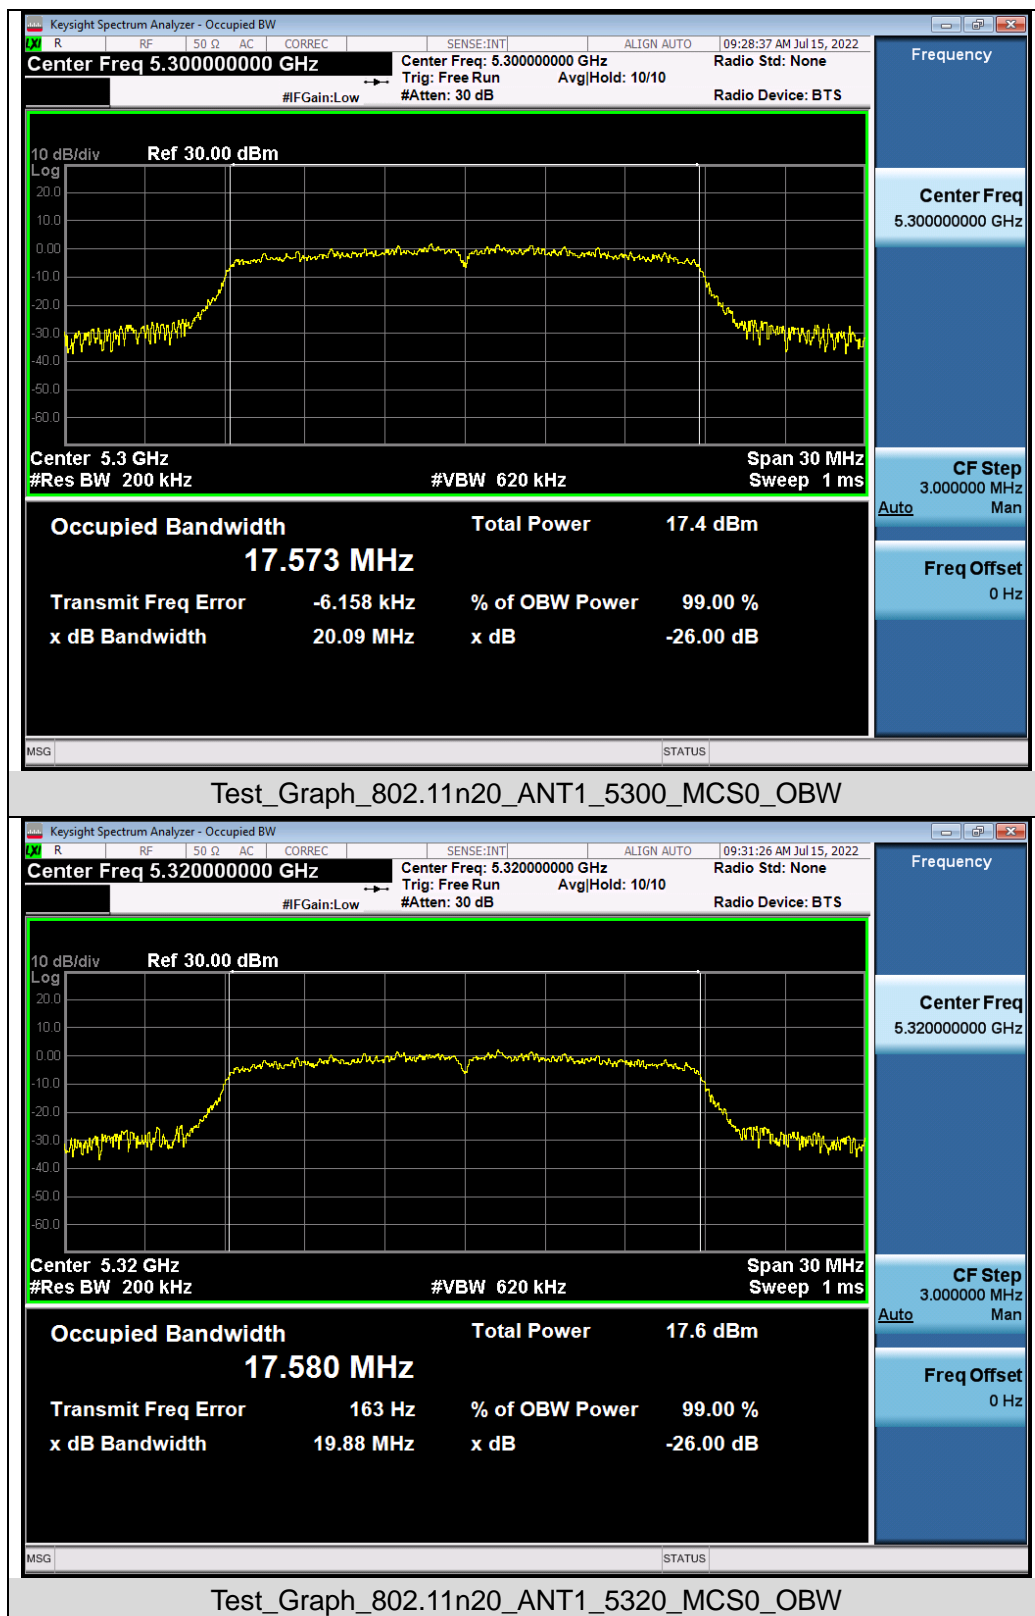 Keysight Spectrum Analyzer - Occupied BW
LXI R RF 50 Ω AC CORREC SENSE:INT ALIGN AUTO 09:28:37 AM Jul 15, 2022
Center Freq 5.300000000 GHz
Center Freq: 5.300000000 GHz
Radio Std: None
Trig: Free Run Avg|Hold: 10/10
#IFGain:Low
#Atten: 30 dB
Radio Device: BTS
Frequency
10 dB/div Ref 30.00 dBm
Log
20.0
10.0
0.00
-10.0
-20.0
-30.0
-40.0
-50.0
-60.0
Center Freq
5.300000000 GHz
Center 5.3 GHz Span 30 MHz
#Res BW 200 kHz #VBW 620 kHz Sweep 1 ms
CF Step
3.000000 MHz
Auto Man
Freq Offset
0 Hz
Occupied Bandwidth Total Power 17.4 dBm
17.573 MHz
Transmit Freq Error -6.158 kHz % of OBW Power 99.00 %
x dB Bandwidth 20.09 MHz x dB -26.00 dB
MSG STATUS
Test_Graph_802.11n20_ANT1_5300_MCS0_OBW
Keysight Spectrum Analyzer - Occupied BW
LXI R RF 50 Ω AC CORREC SENSE:INT ALIGN AUTO 09:31:26 AM Jul 15, 2022
Center Freq 5.320000000 GHz
Center Freq: 5.320000000 GHz
Radio Std: None
Trig: Free Run Avg|Hold: 10/10
#IFGain:Low
#Atten: 30 dB
Radio Device: BTS
Frequency
10 dB/div Ref 30.00 dBm
Log
20.0
10.0
0.00
-10.0
-20.0
-30.0
-40.0
-50.0
-60.0
Center Freq
5.320000000 GHz
Center 5.32 GHz Span 30 MHz
#Res BW 200 kHz #VBW 620 kHz Sweep 1 ms
CF Step
3.000000 MHz
Auto Man
Freq Offset
0 Hz
Occupied Bandwidth Total Power 17.6 dBm
17.580 MHz
Transmit Freq Error 163 Hz % of OBW Power 99.00 %
x dB Bandwidth 19.88 MHz x dB -26.00 dB
MSG STATUS
Test_Graph_802.11n20_ANT1_5320_MCS0_OBW